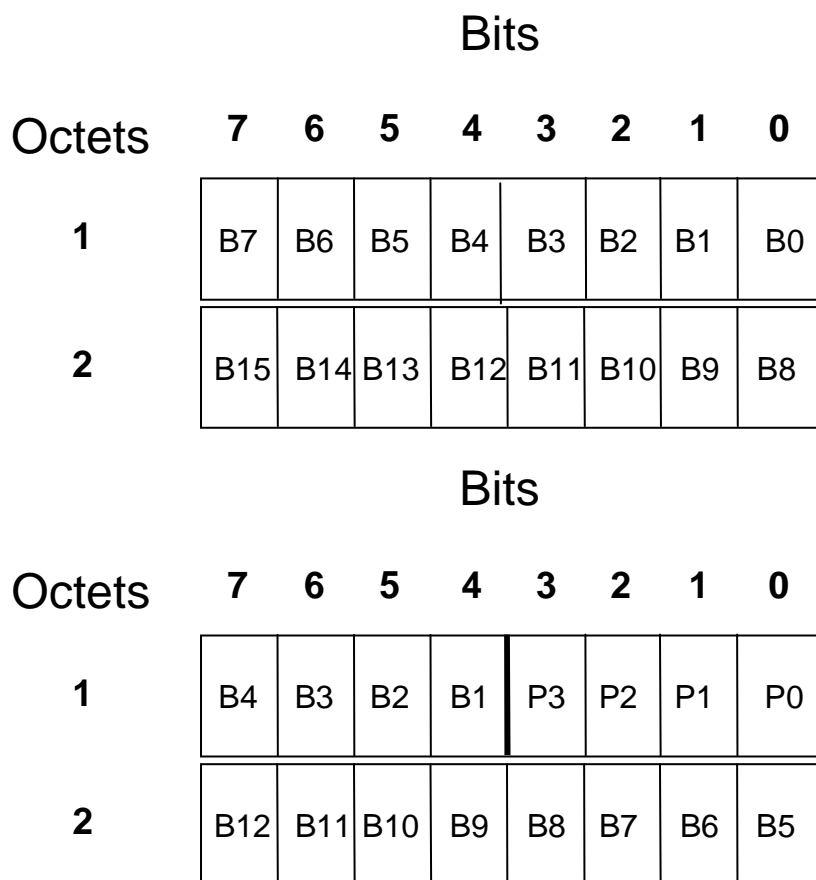 Bits
Octets 7 6 5 4 3 2 1 0
1 B7 B6 B5 B4 B3 B2 B1 B0
2 B15 B14 B13 B12 B11 B10 B9 B8
Bits
Octets 7 6 5 4 3 2 1 0
1 B4 B3 B2 B1 P3 P2 P1 P0
2 B12 B11 B10 B9 B8 B7 B6 B5